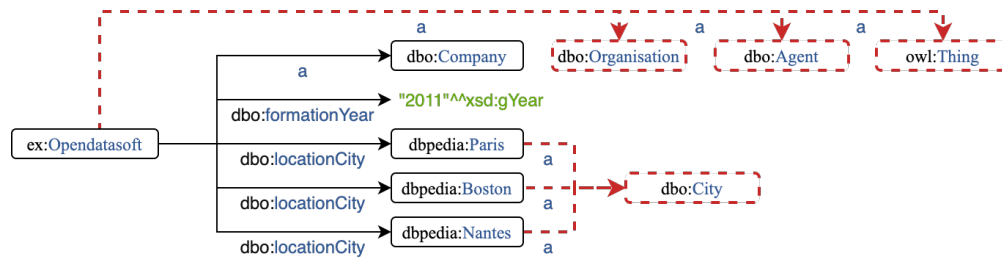 a
a
dbo:Company
dbo:Organisation
dbo:Agent
owl:Thing
a
"2011"^^xsd:gYear
dbo:formationYear
ex:Opendatasoft
dbpedia:Paris
a
dbo:locationCity
dbpedia:Boston
dbo:City
a
dbo:locationCity
dbpedia:Nantes
a
dbo:locationCity